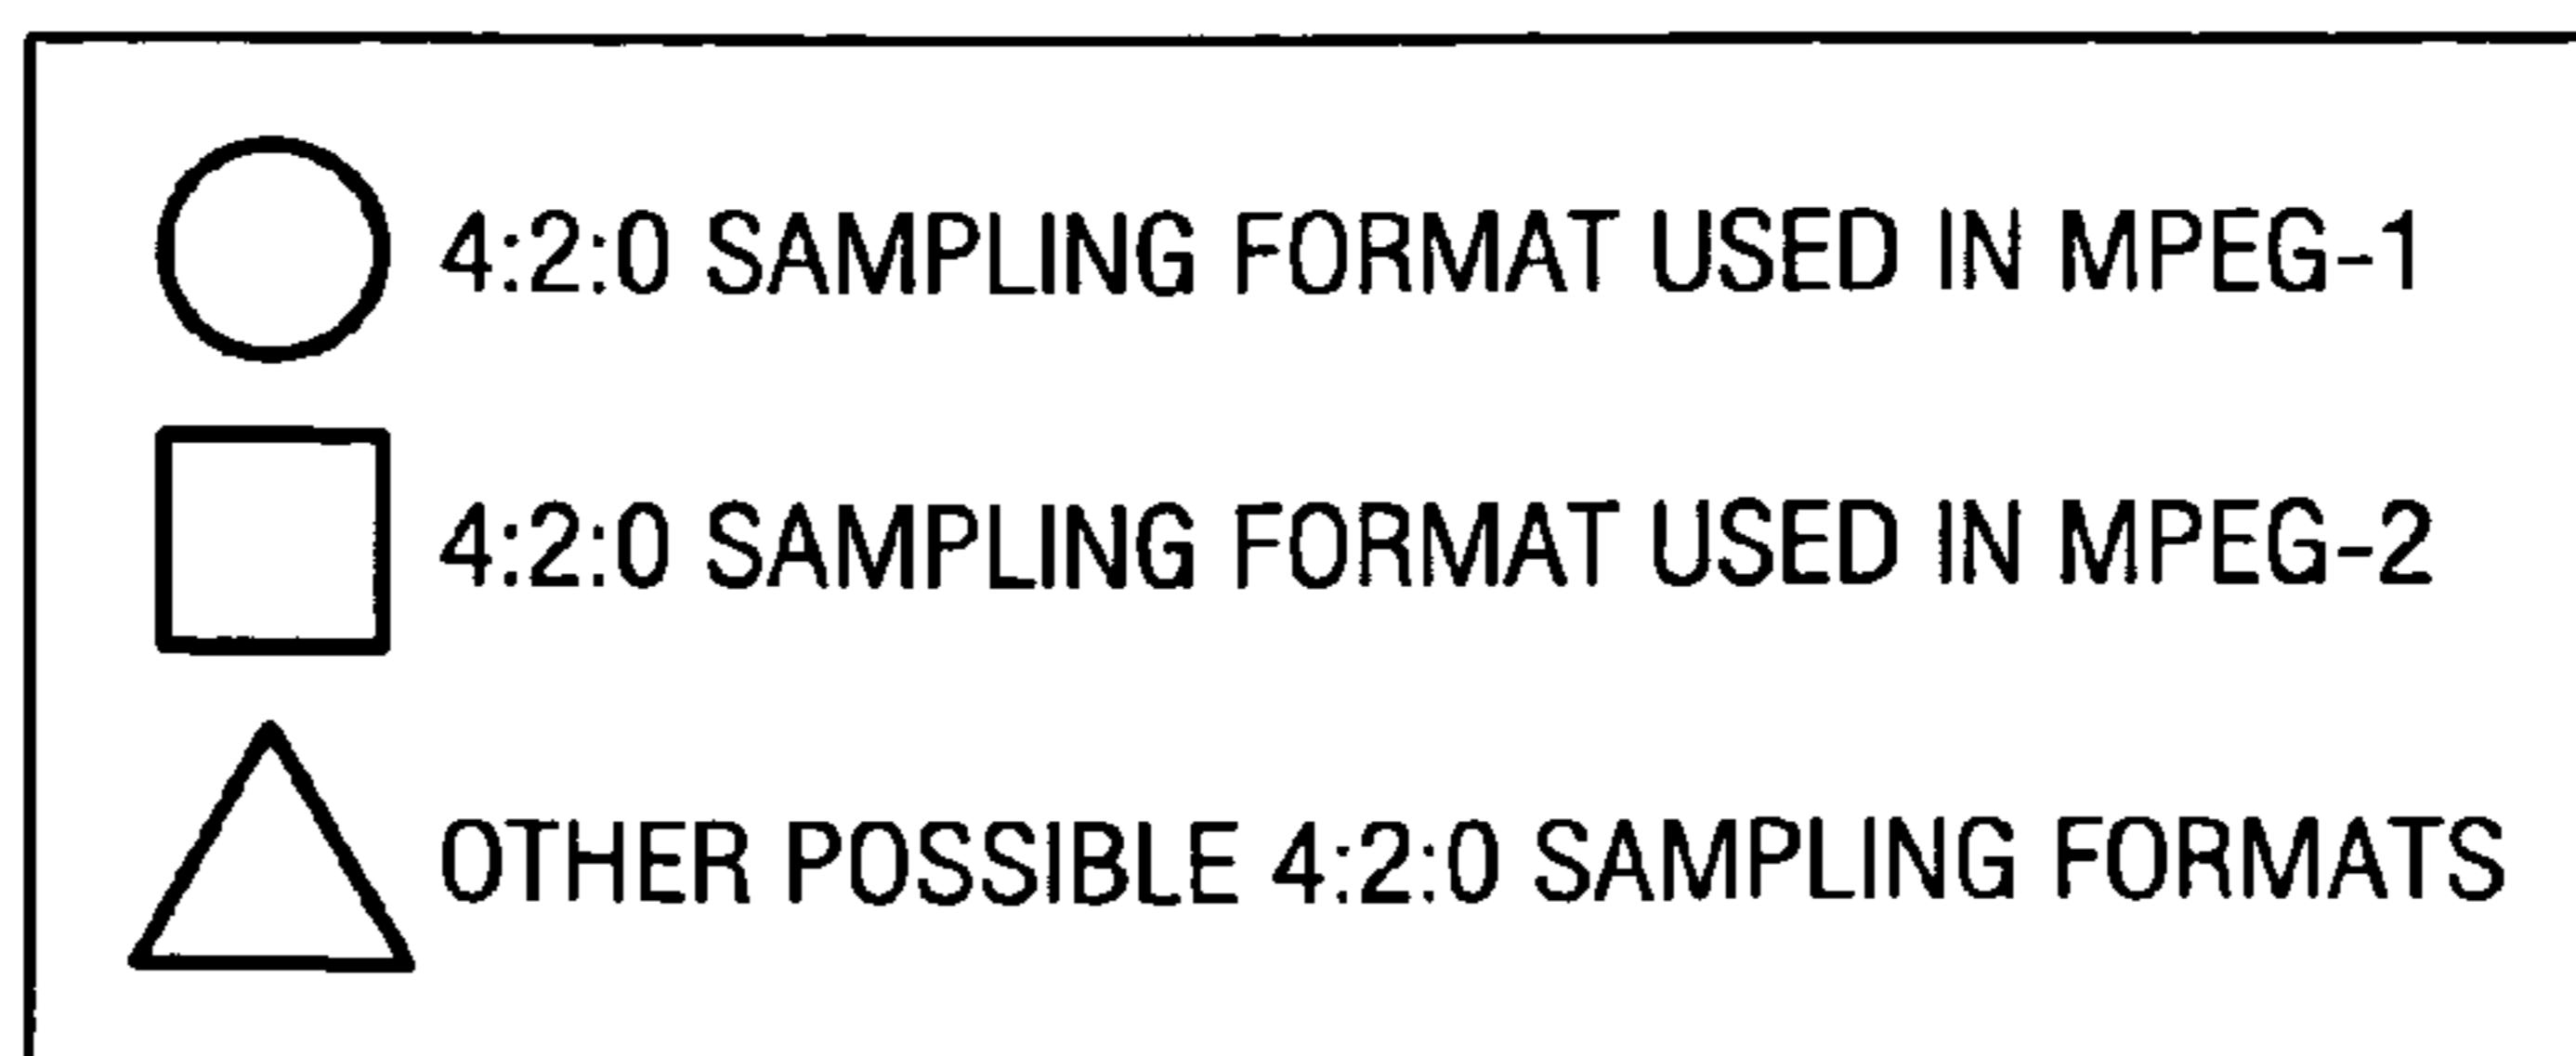 4:2:0 SAMPLING FORMAT USED IN MPEG-1
4:2:0 SAMPLING FORMAT USED IN MPEG-2
OTHER POSSIBLE 4:2:0 SAMPLING FORMATS